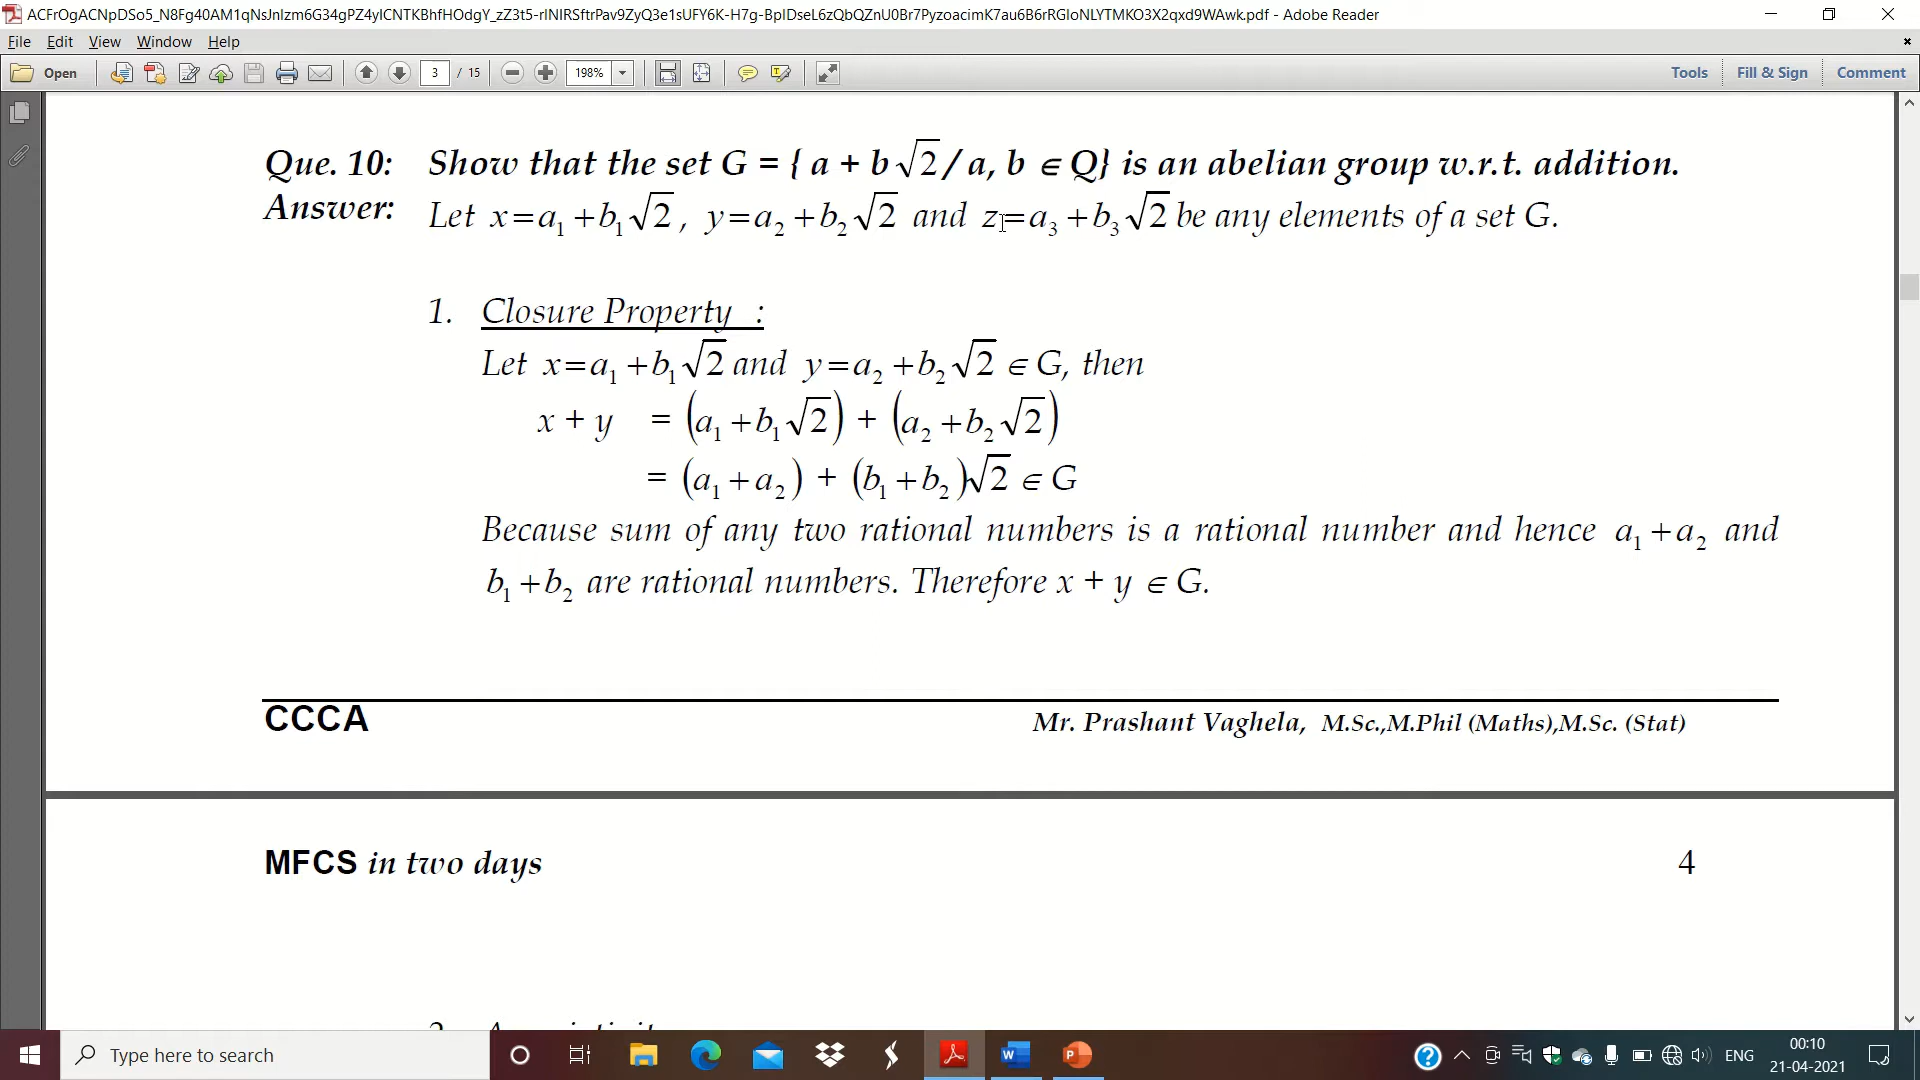 ACFrOgACNpDSo5_N8Fg40AM1qNsJnIzm6G34gPZ4yICNTKBhfHOdgY_zZ3t5-rINIRSftrPav9ZyQ3e1sUFY6K-H7g-BpIDseL6zQbQZnU0Br7PyzoacimK7au6B6rRGIoNLYTMKO3X2qxd9WAwk.pdf - Adobe Reader
File Edit View Window Help
Open 3 / 15 198% Tools Fill & Sign Comment
Que. 10: Show that the set G = { a + b √2 / a, b ∈ Q} is an abelian group w.r.t. addition.
Answer: Let x=a₁+b₁√2, y=a₂+b₂√2 and z=a₃+b₃√2 be any elements of a set G.
1. Closure Property :
Let x=a₁+b₁√2 and y=a₂+b₂√2 ∈ G, then
x + y = (a₁+b₁√2) + (a₂+b₂√2)
= (a₁+a₂) + (b₁+b₂)√2 ∈ G
Because sum of any two rational numbers is a rational number and hence a₁+a₂ and
b₁+b₂ are rational numbers. Therefore x + y ∈ G.
CCCA Mr. Prashant Vaghela, M.Sc.,M.Phil (Maths),M.Sc. (Stat)
MFCS in two days 4
Type here to search
ENG
00:10
21-04-2021